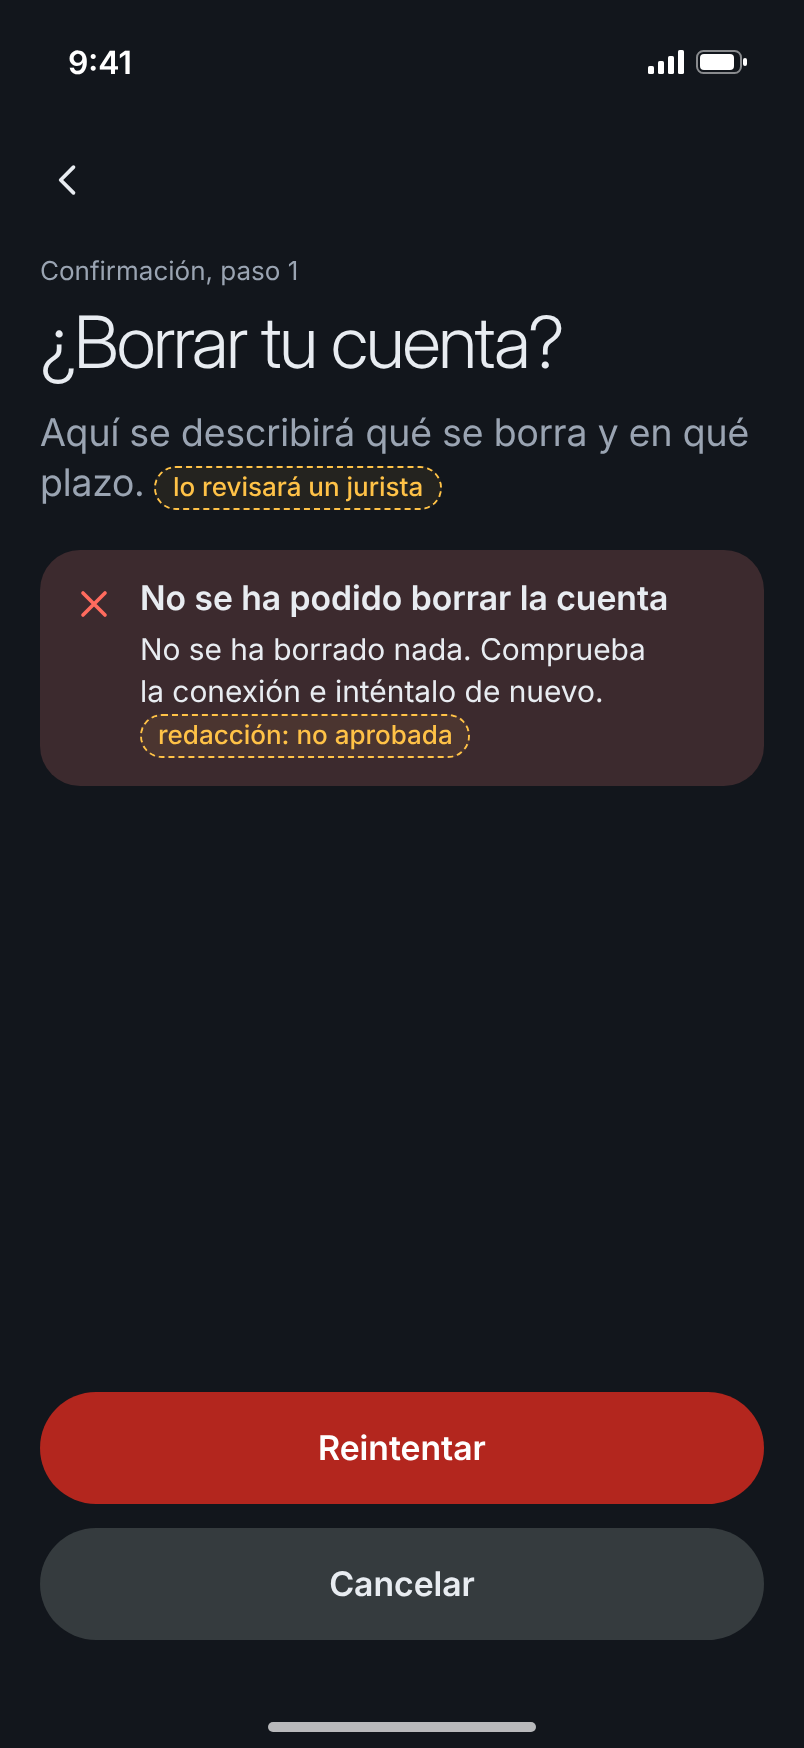 9:41
Confirmación, paso 1
¿Borrar tu cuenta?
Aquí se describirá qué se borra y en qué
plazo. lo revisará un jurista
No se ha podido borrar la cuenta
No se ha borrado nada. Comprueba
la conexión e inténtalo de nuevo.
redacción: no aprobada
Reintentar
Cancelar